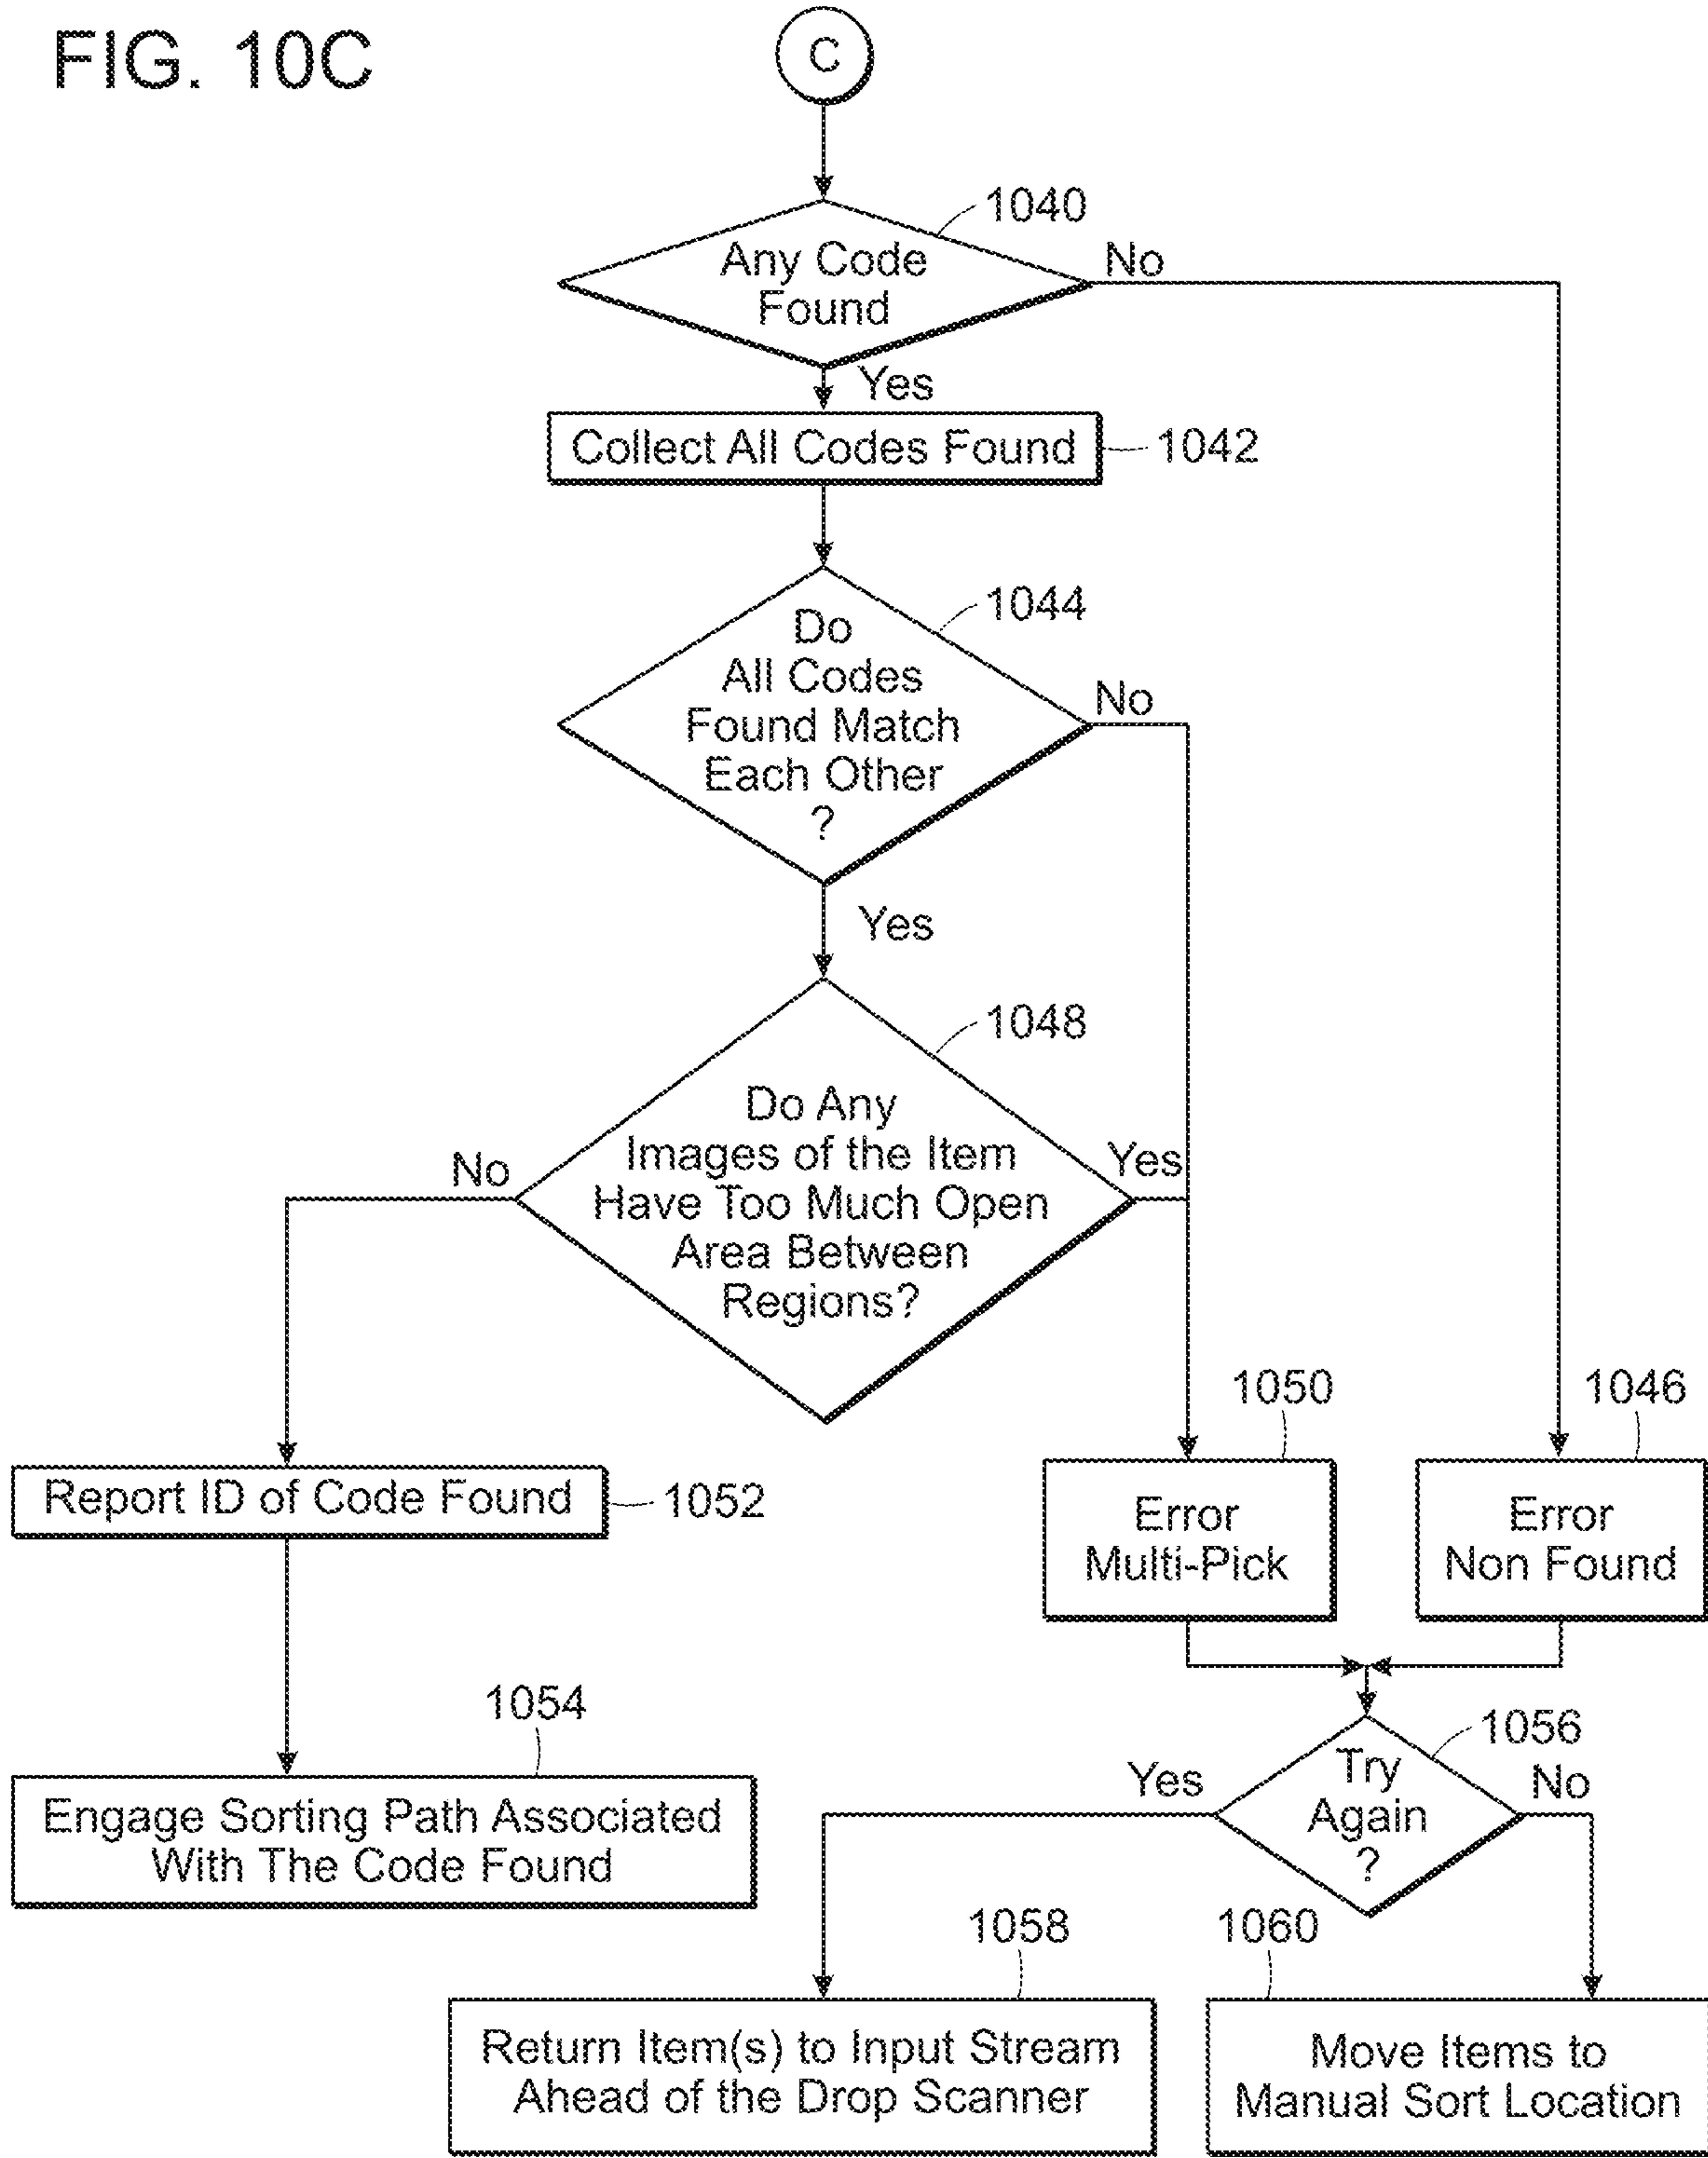 FIG. 10C
C
1040
Any Code
Found
No
Yes
Collect All Codes Found
1042
1044
Do
All Codes
Found Match
Each Other
?
No
Yes
1048
Do Any
Images of the Item
Have Too Much Open
Area Between
Regions?
No
Yes
1050
1046
Report ID of Code Found
1052
Error
Multi-Pick
Error
Non Found
1054
Engage Sorting Path Associated
With The Code Found
1056
Try
Again
?
Yes
No
1058
1060
Return Item(s) to Input Stream
Ahead of the Drop Scanner
Move Items to
Manual Sort Location